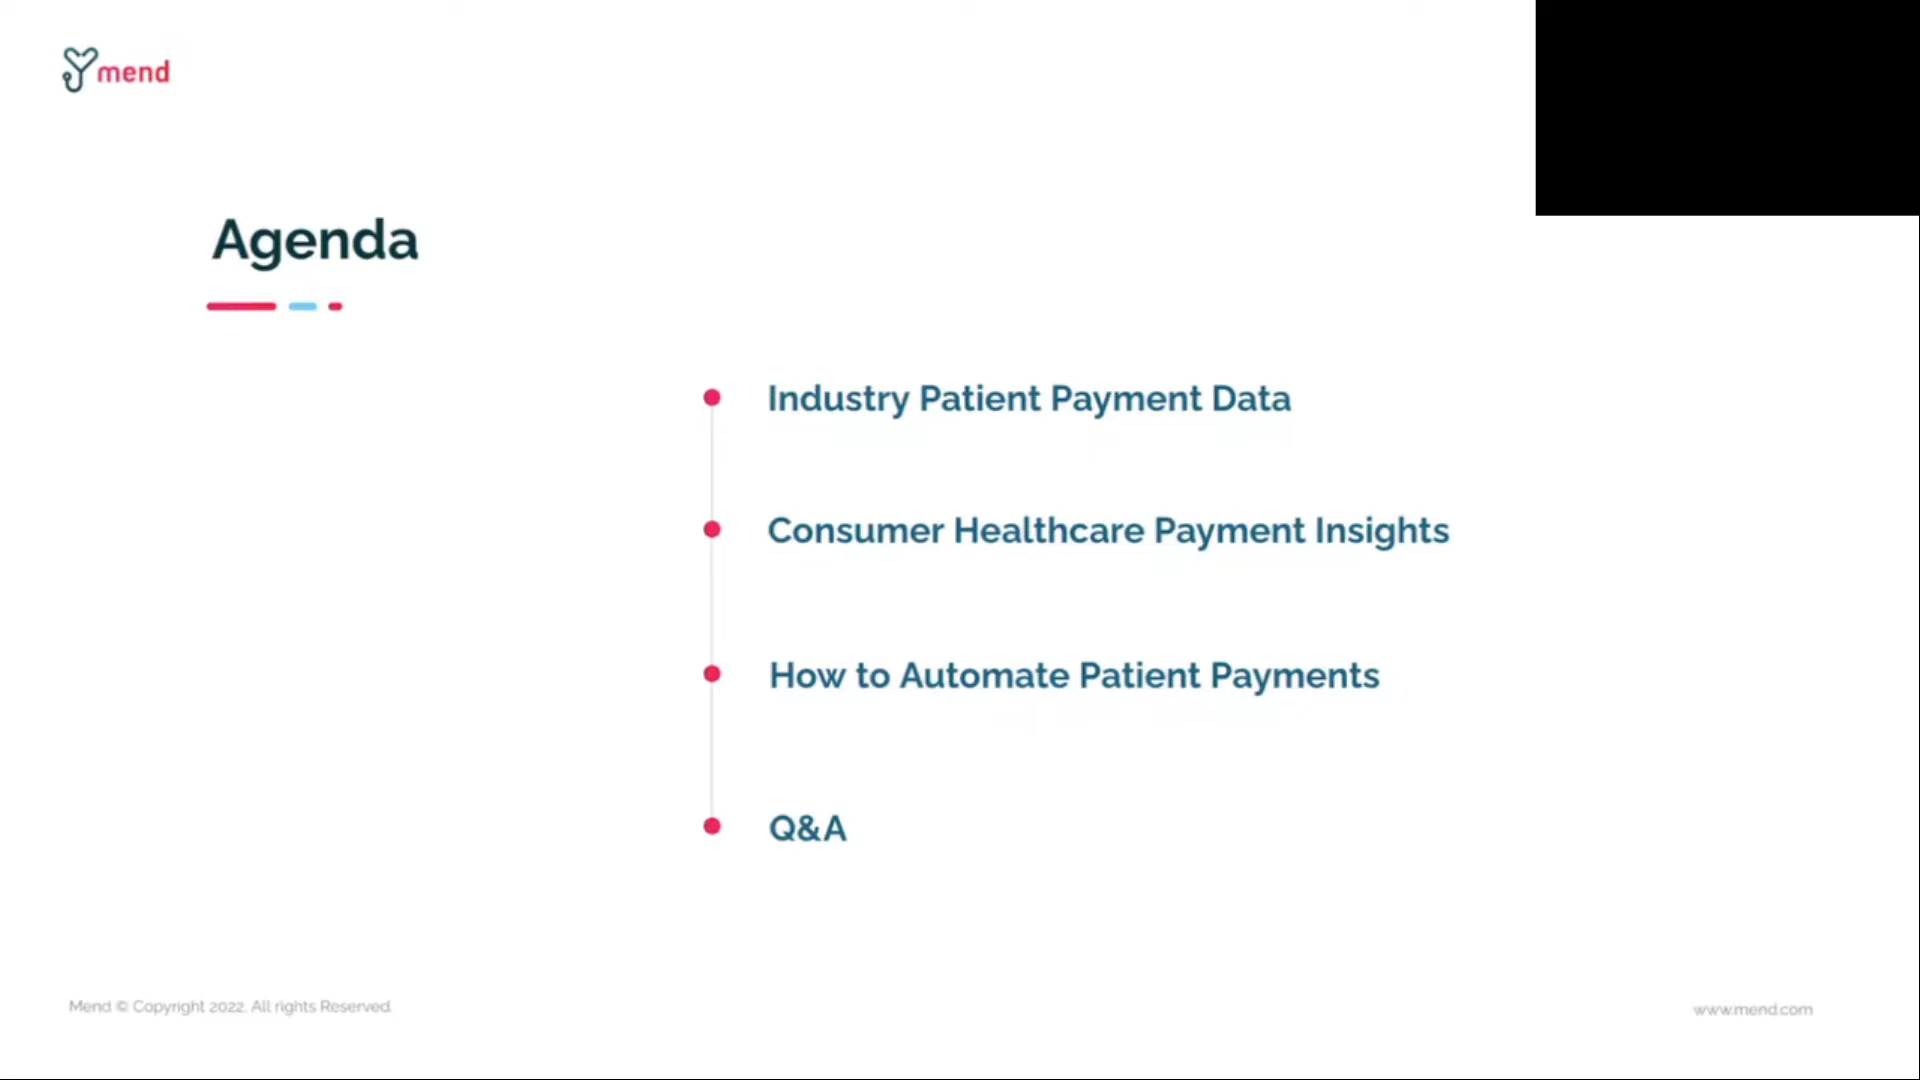 mend
Agenda
Industry Patient Payment Data
Consumer Healthcare Payment Insights
How to Automate Patient Payments
Q&A
Mend © Copyright 2022. All rights Reserved.
www.mend.com